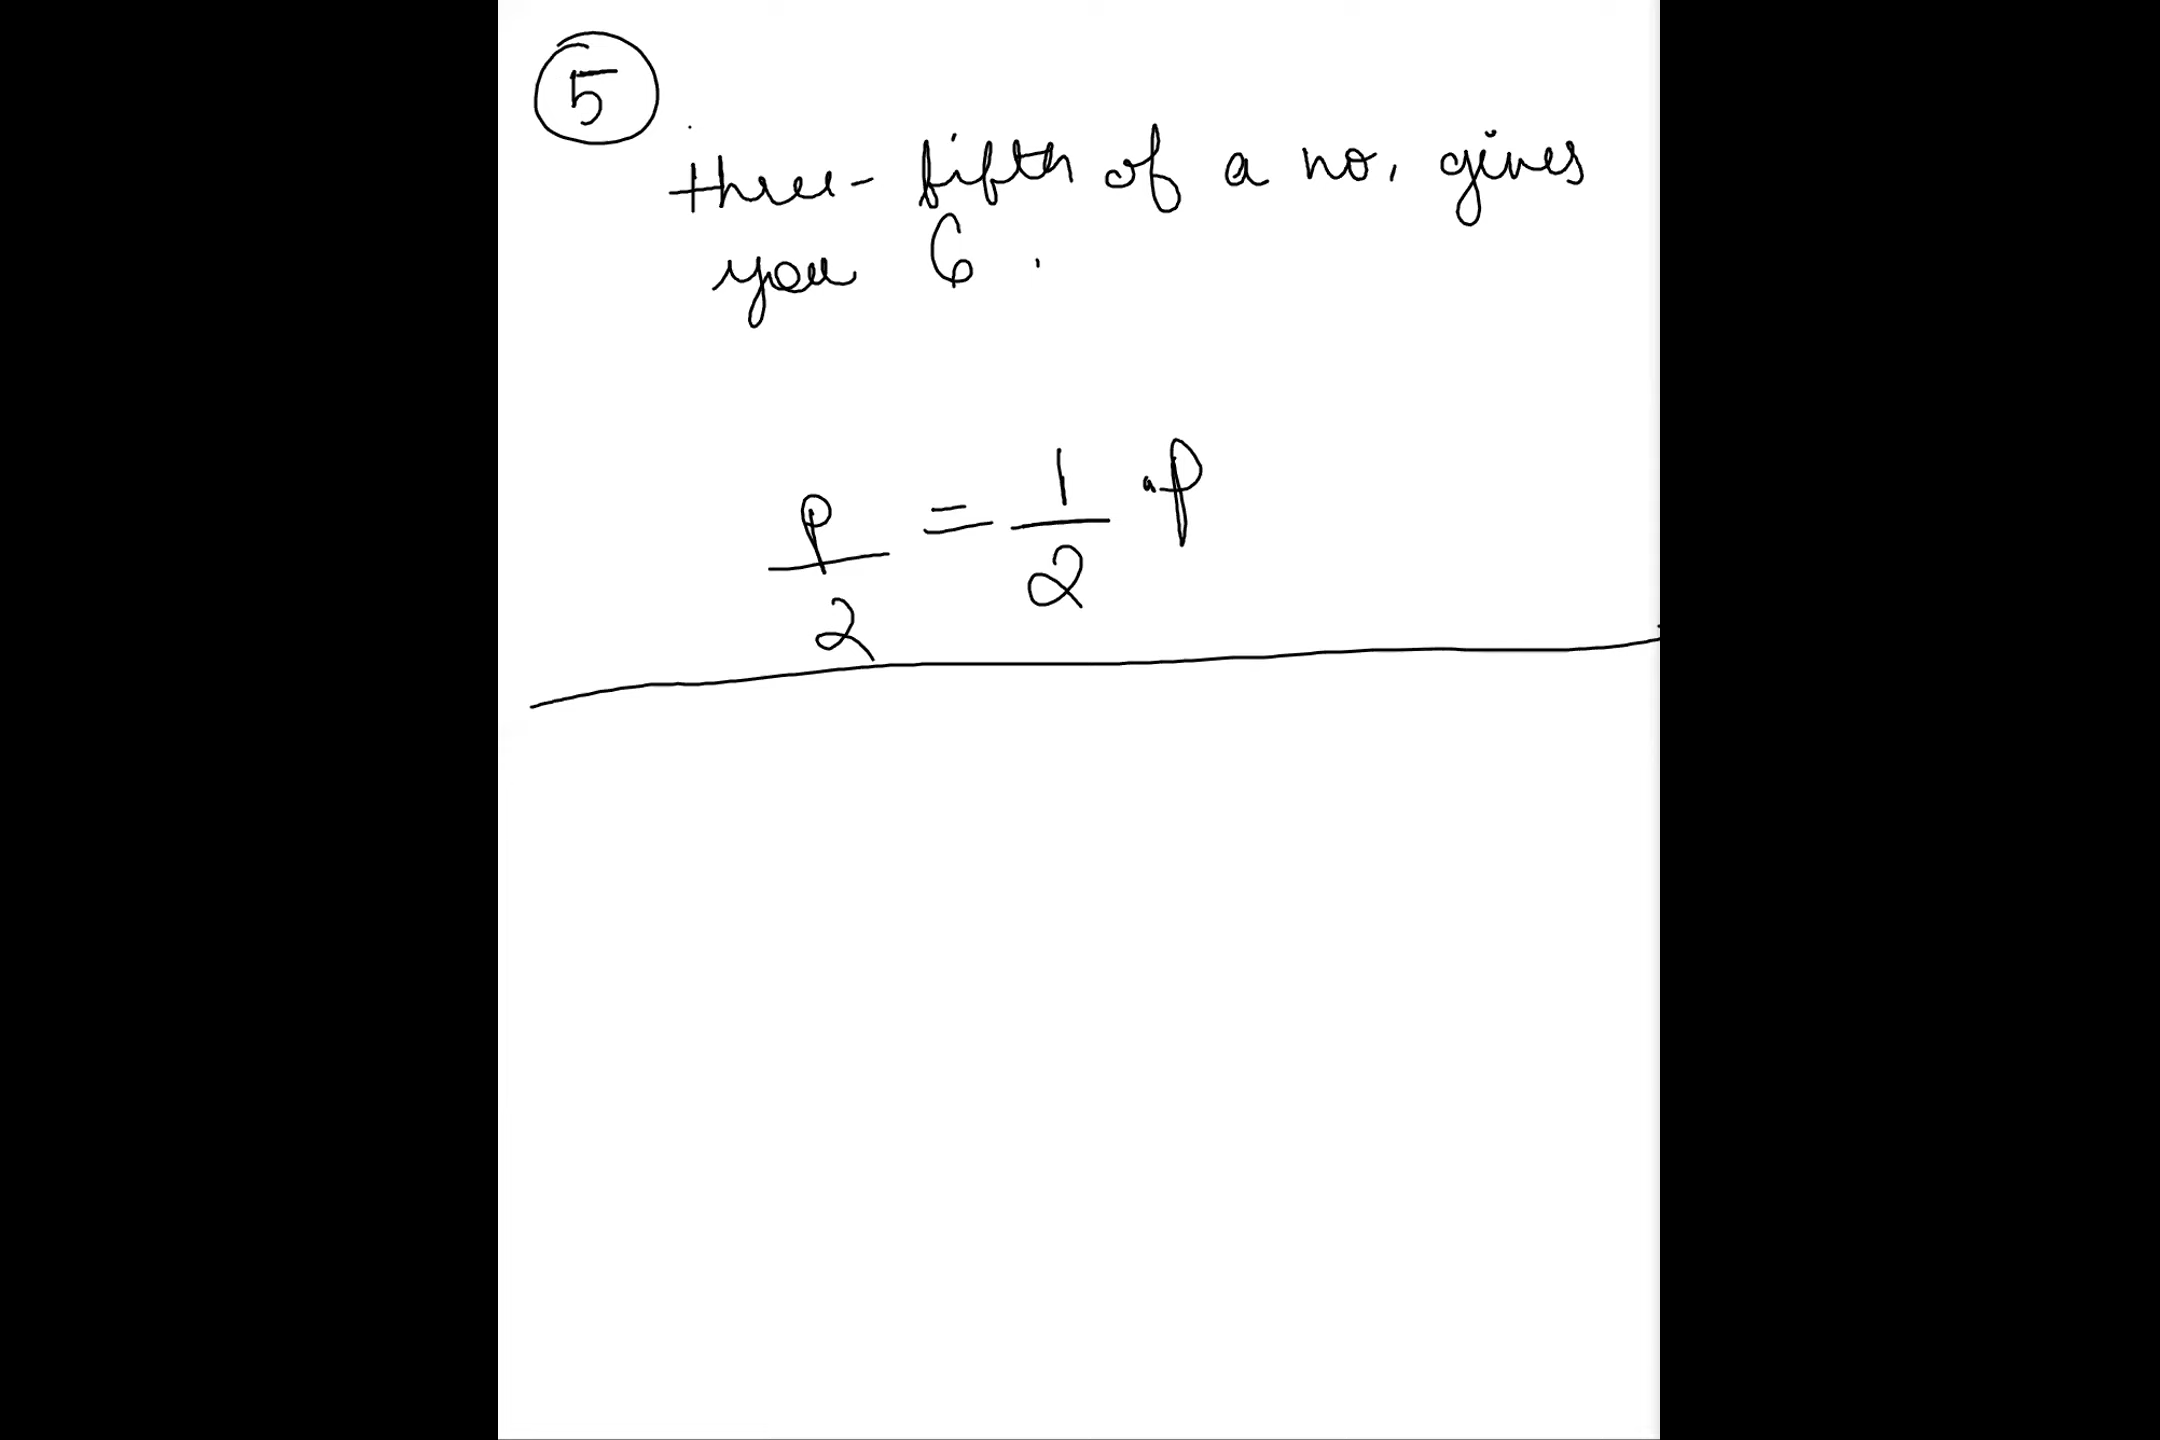 5
three-fifth of a no. gives
you 6.
p/2 = 1/2 · p